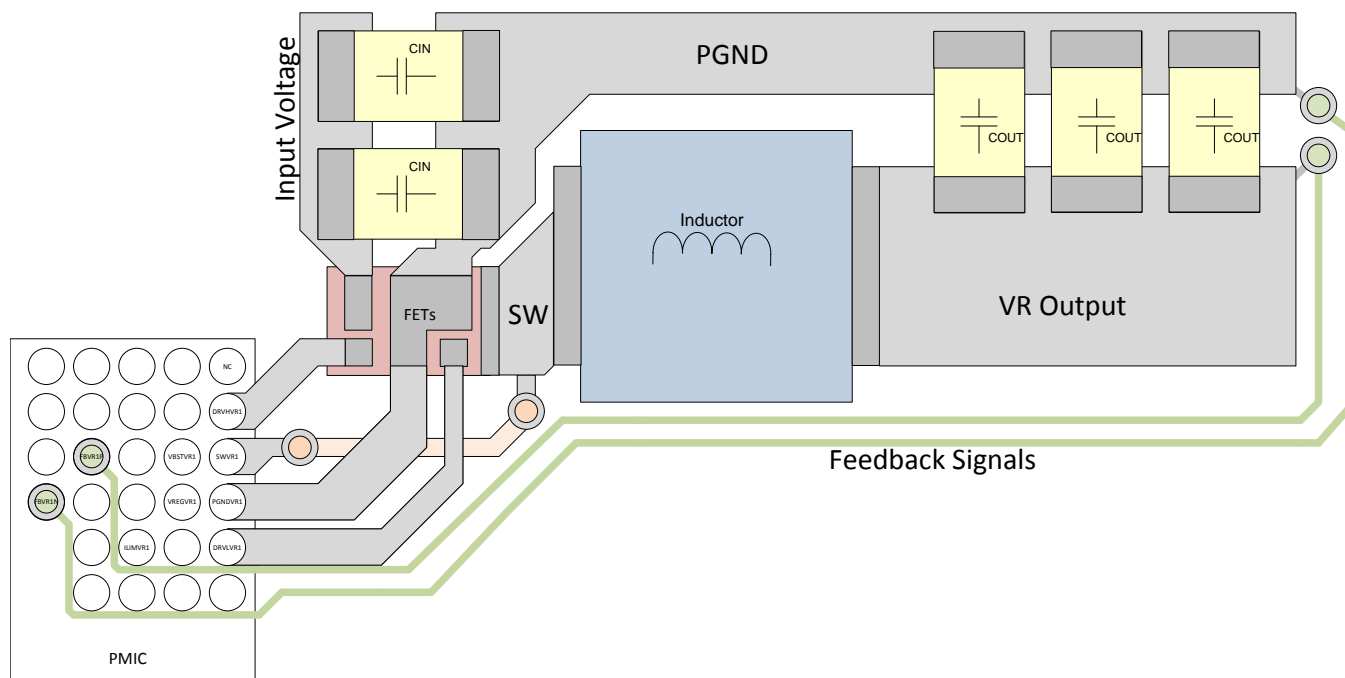 Input Voltage
CIN
CIN
PGND
COUT
COUT
COUT
Inductor
FETs
SW
VR Output
NC
DRVHVR1
FBVR1P
VBSTVR1
SWVR1
FBVR1N
VREGVR1
PGNDVR1
ILIMVR1
DRVLVR1
Feedback Signals
PMIC